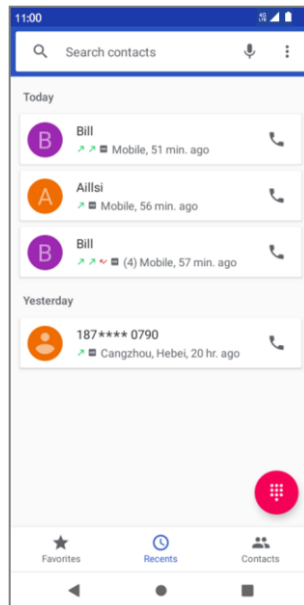 11:00
Search contacts
Today
B
Bill
Mobile, 51 min. ago
A
Aillsi
Mobile, 56 min. ago
B
Bill
(4) Mobile, 57 min. ago
Yesterday
187**** 0790
Cangzhou, Hebei, 20 hr. ago
Favorites
Recents
Contacts